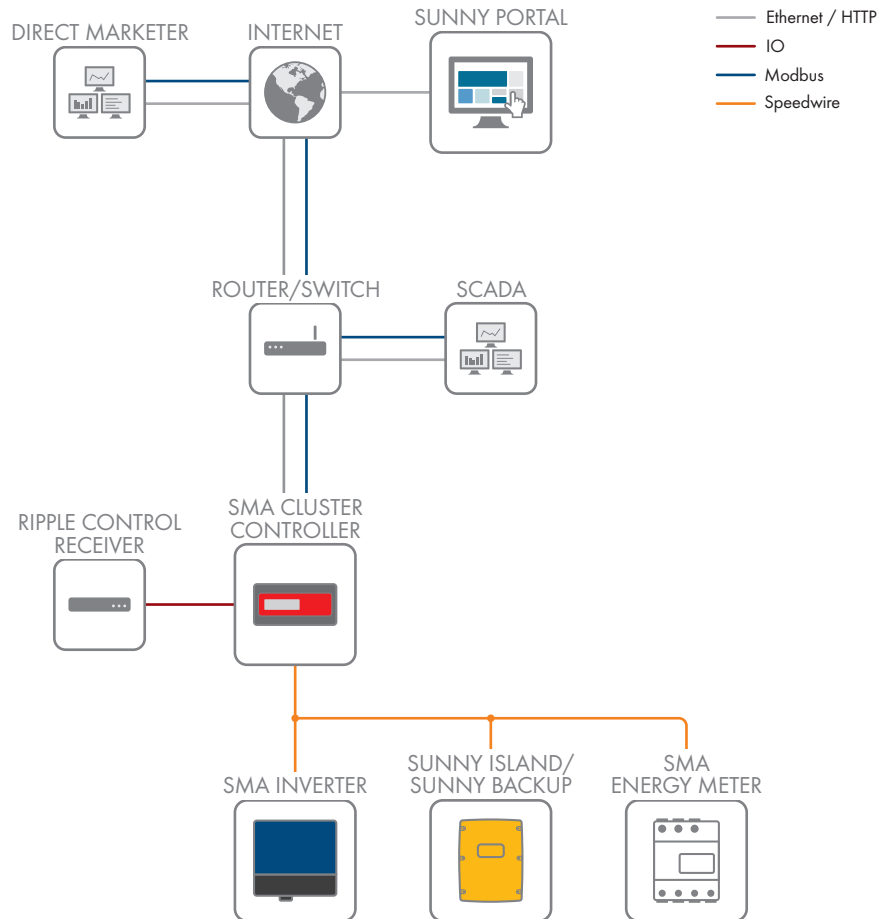 DIRECT MARKETER
INTERNET
SUNNY PORTAL
Ethernet / HTTP
IO
Modbus
Speedwire
ROUTER/SWITCH
SCADA
RIPPLE CONTROL
RECEIVER
SMA CLUSTER
CONTROLLER
SMA INVERTER
SUNNY ISLAND/
SUNNY BACKUP
SMA
ENERGY METER